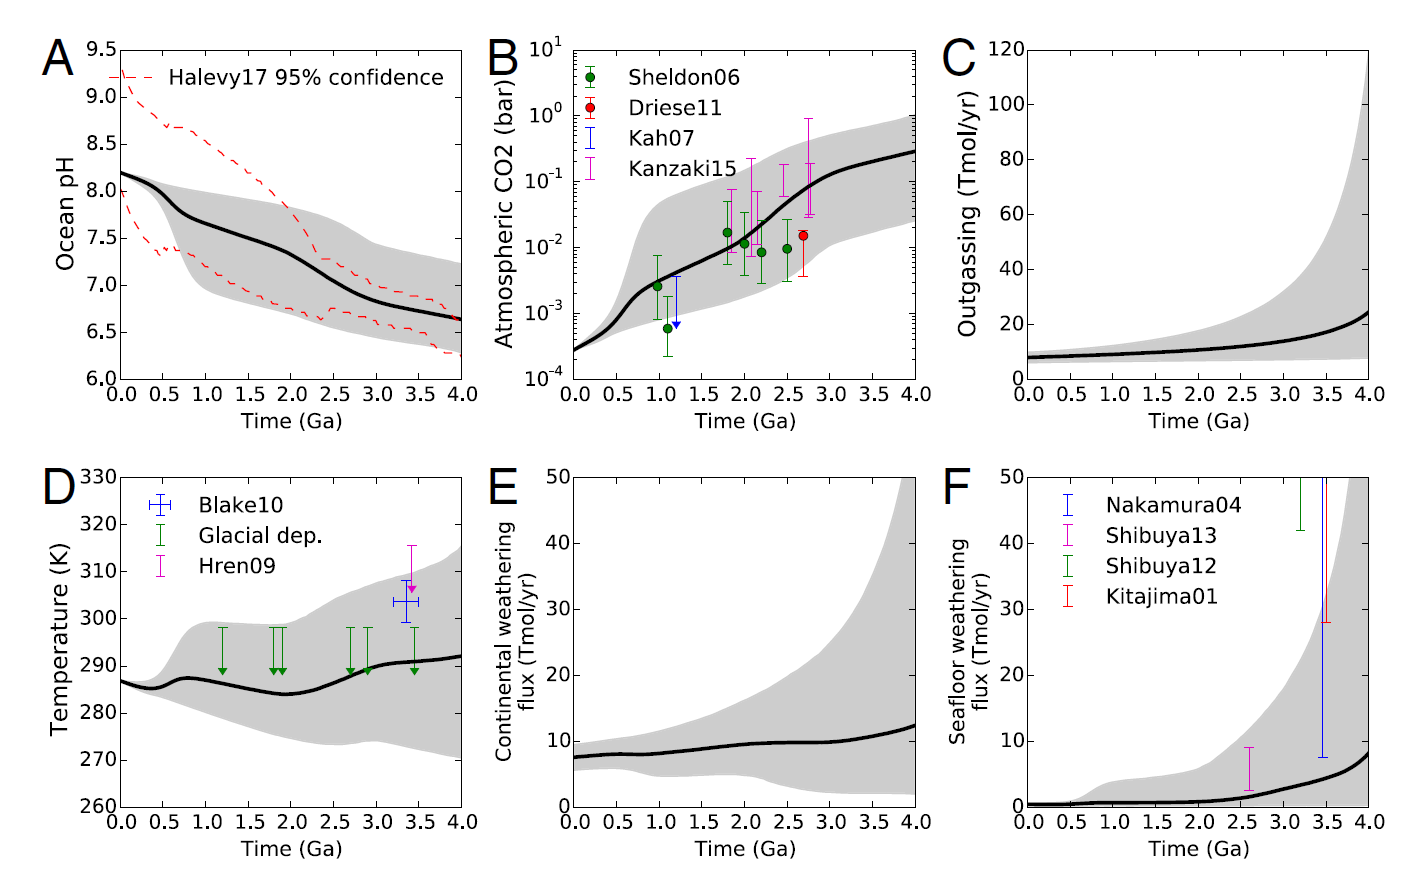 A
9.5
9.0
8.5
8.0
7.5
7.0
6.5
6.0
Ocean pH
Halevy17 95% confidence
0.0 0.5 1.0 1.5 2.0 2.5 3.0 3.5 4.0
Time (Ga)
B
10^1
10^0
10^-1
10^-2
10^-3
10^-4
Atmospheric CO2 (bar)
Sheldon06
Driese11
Kah07
Kanzaki15
0.0 0.5 1.0 1.5 2.0 2.5 3.0 3.5 4.0
Time (Ga)
C
120
100
80
60
40
20
0
Outgassing (Tmol/yr)
0.0 0.5 1.0 1.5 2.0 2.5 3.0 3.5 4.0
Time (Ga)
D
330
320
310
300
290
280
270
260
Temperature (K)
Blake10
Glacial dep.
Hren09
0.0 0.5 1.0 1.5 2.0 2.5 3.0 3.5 4.0
Time (Ga)
E
50
40
30
20
10
0
Continental weathering
flux (Tmol/yr)
0.0 0.5 1.0 1.5 2.0 2.5 3.0 3.5 4.0
Time (Ga)
F
50
40
30
20
10
0
Seafloor weathering
flux (Tmol/yr)
Nakamura04
Shibuya13
Shibuya12
Kitajima01
0.0 0.5 1.0 1.5 2.0 2.5 3.0 3.5 4.0
Time (Ga)